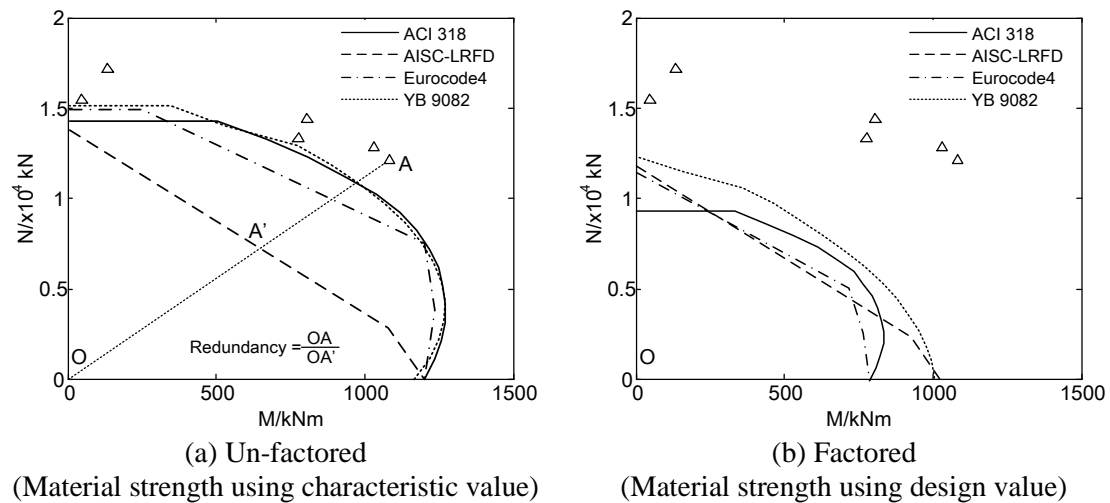 2
1.5
1
0.5
0
N/x10⁴ kN
ACI 318
AISC-LRFD
Eurocode4
YB 9082
A
A'
O
Redundancy = OA
OA'
0 500 1000 1500
M/kNm
(a) Un-factored
(Material strength using characteristic value)
2
1.5
1
0.5
0
N/x10⁴ kN
ACI 318
AISC-LRFD
Eurocode4
YB 9082
O
0 500 1000 1500
M/kNm
(b) Factored
(Material strength using design value)